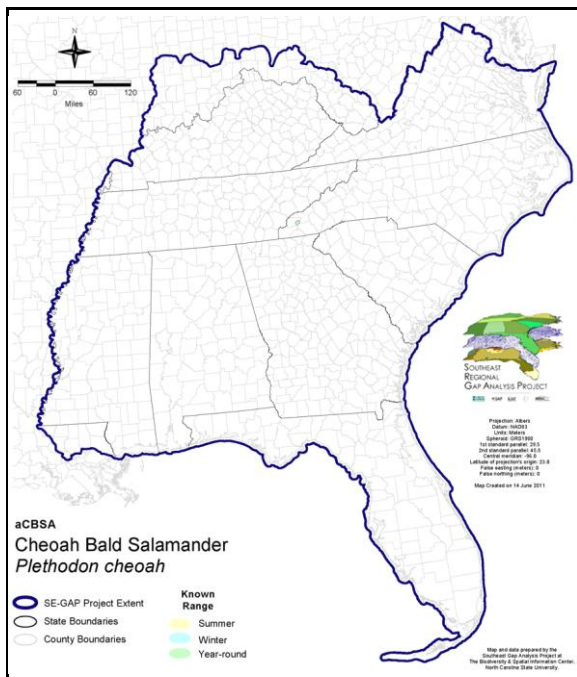 N
60 0 60 120
Miles
SOUTHEAST
REGIONAL
GAP ANALYSIS PROJECT
Projection: Albers
Datum: NAD83
Units: Meters
Spheroid: GRS1980
1st standard parallel: 29.5
2nd standard parallel: 45.5
Central meridian: -96.0
Latitude of projection's origin: 23.0
False easting (meters): 0
False northing (meters): 0
Map Created on 14 June 2011
aCBSA
Cheoah Bald Salamander
Plethodon cheoah
SE-GAP Project Extent
State Boundaries
County Boundaries
Known
Range
Summer
Winter
Year-round
Map and data prepared by the
Southeast Gap Analysis Project at
The Biodiversity & Spatial Information Center,
North Carolina State University.